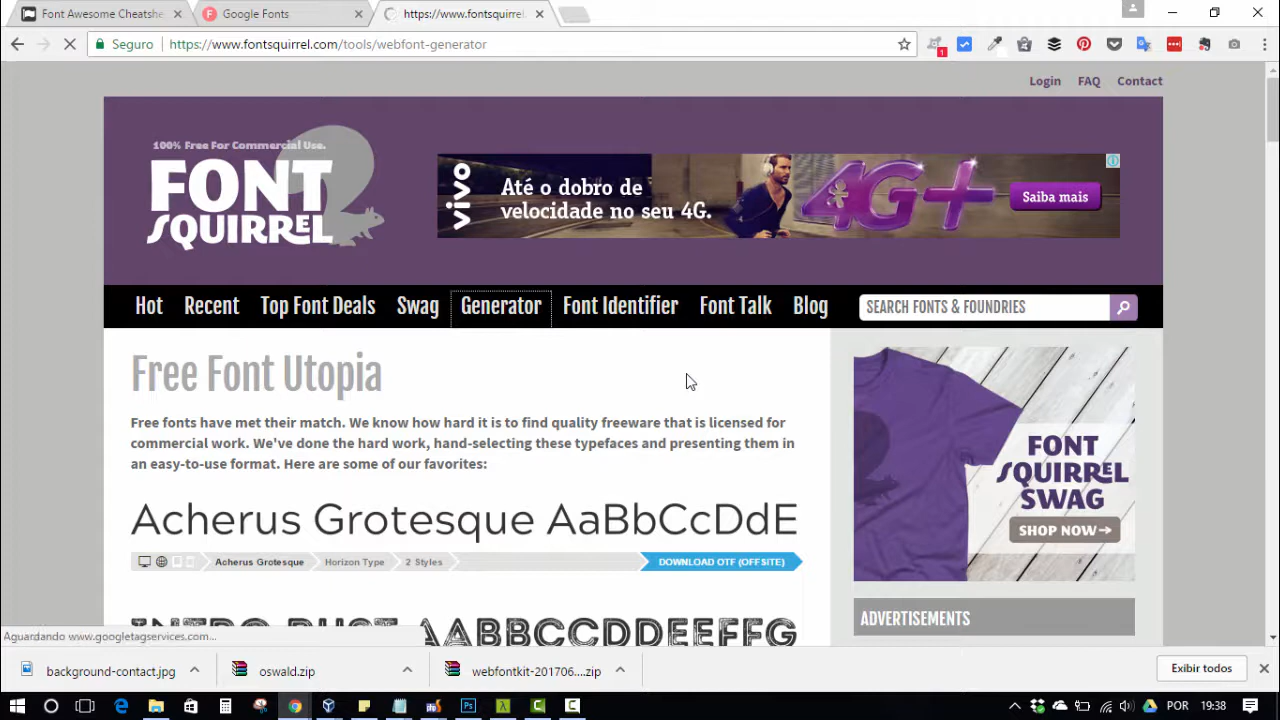 Font Awesome Cheatshe
Google Fonts
https://www.fontsquirrel.
Seguro
https://www.fontsquirrel.com/tools/webfont-generator
1
Login FAQ Contact
100% Free For Commercial Use.
FONT
SQUIRREL
vivo
Até o dobro de
velocidade no seu 4G.
4G+
Saiba mais
Hot Recent Top Font Deals Swag Generator Font Identifier Font Talk Blog
SEARCH FONTS & FOUNDRIES
Free Font Utopia
Free fonts have met their match. We know how hard it is to find quality freeware that is licensed for
commercial work. We've done the hard work, hand-selecting these typefaces and presenting them in
an easy-to-use format. Here are some of our favorites:
Acherus Grotesque AaBbCcDdE
Acherus Grotesque Horizon Type 2 Styles DOWNLOAD OTF (OFFSITE)
INTRO RUST AABBCCDDEEFFG
FONT
SQUIRREL
SWAG
SHOP NOW→
ADVERTISEMENTS
Aguardando www.googletagservices.com...
background-contact.jpg
oswald.zip
webfontkit-201706....zip
Exibir todos
Ps
POR
19:38